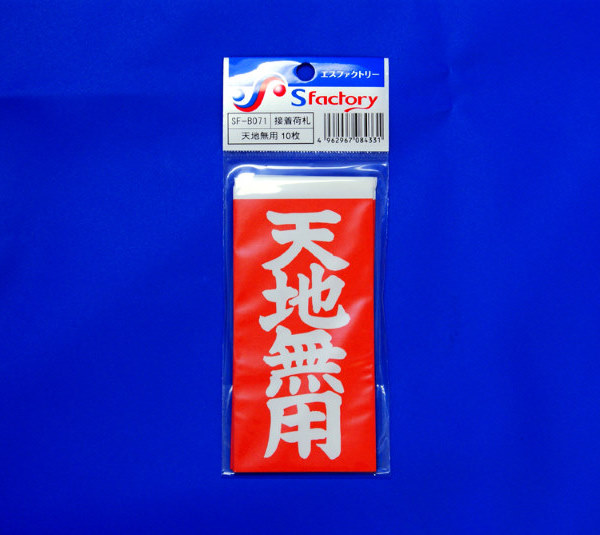 エスファクトリー
Sfactory
SF-B071 接着荷札
天地無用 10枚
4 962967 084331
天地無用